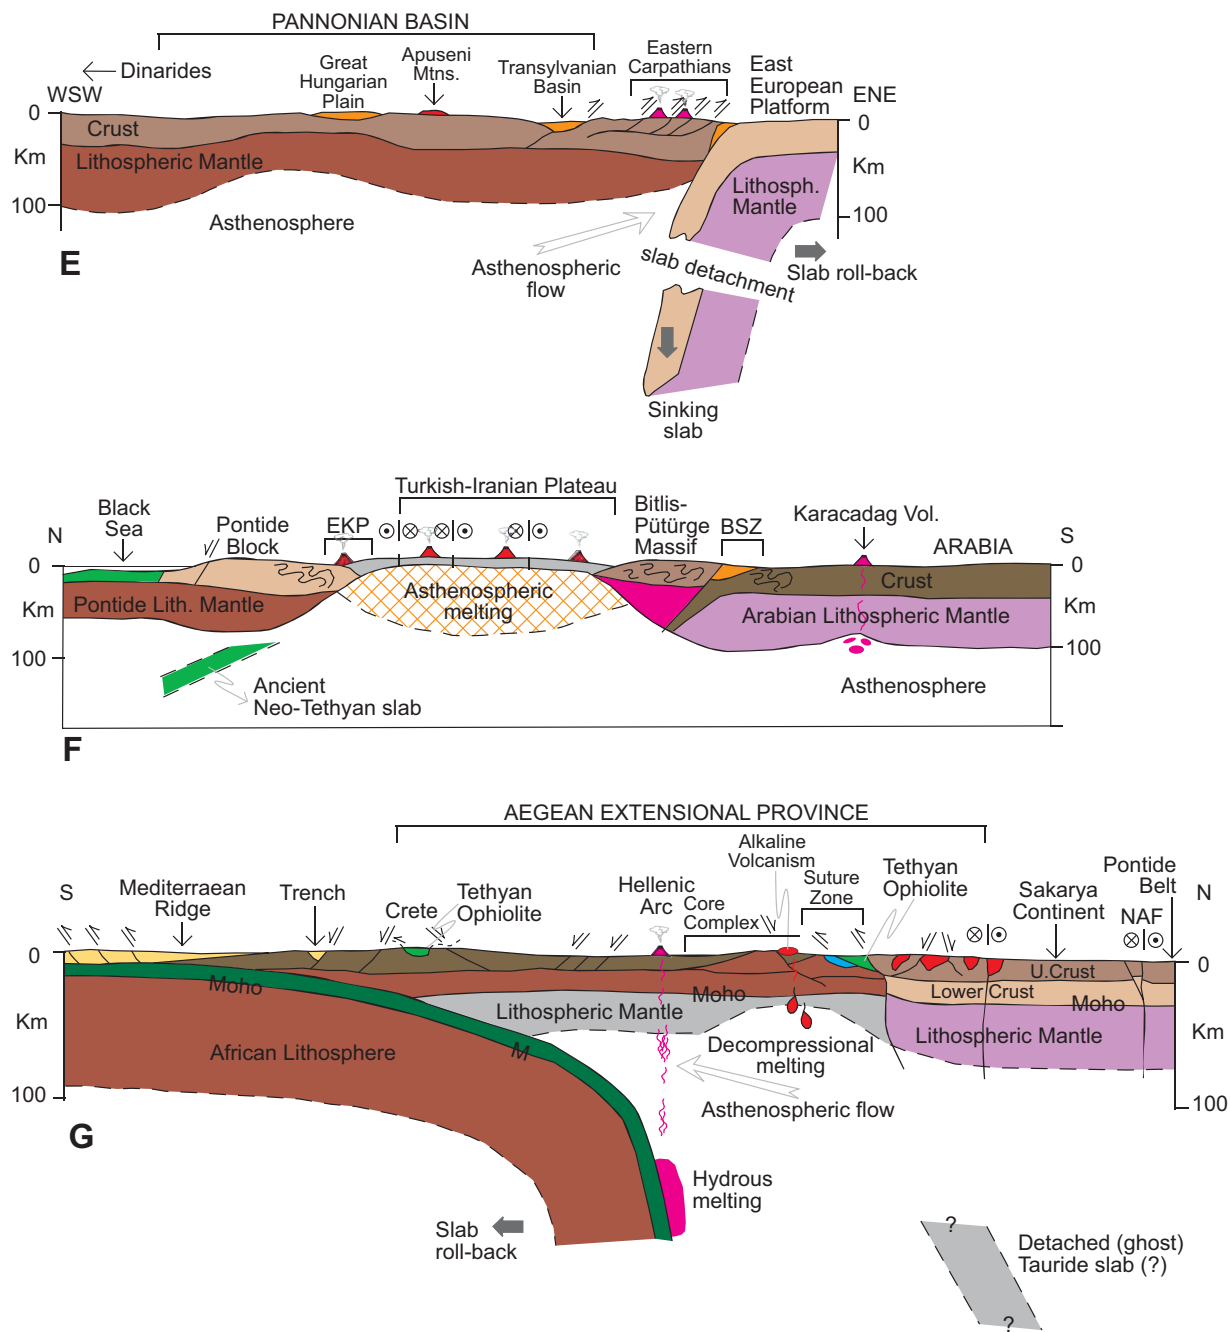 PANNONIAN BASIN
Dinarides
WSW
Great
Hungarian
Plain
Apuseni
Mtns.
Transylvanian
Basin
Eastern
Carpathians
East
European
Platform
ENE
0
0
Crust
Km
Lithospheric Mantle
Km
100
Lithosph.
Mantle
100
Asthenosphere
E
Asthenospheric
flow
slab detachment
Slab roll-back
Sinking
slab
Turkish-Iranian Plateau
N
Black
Sea
Pontide
Block
EKP
Bitlis-
Pütürge
Massif
BSZ
Karacadag Vol.
ARABIA
S
0
0
Km
Pontide Lith. Mantle
Asthenospheric
melting
Crust
Arabian Lithospheric Mantle
Km
100
100
Ancient
Neo-Tethyan slab
Asthenosphere
F
AEGEAN EXTENSIONAL PROVINCE
S
Mediterraean
Ridge
Trench
Crete
Tethyan
Ophiolite
Hellenic
Arc
Core
Complex
Alkaline
Volcanism
Suture
Zone
Tethyan
Ophiolite
Sakarya
Continent
Pontide
Belt
NAF
N
0
0
U.Crust
Moho
Moho
Lower Crust
Moho
Km
Lithospheric Mantle
Lithospheric Mantle
Km
African Lithosphere
M
Decompressional
melting
100
Asthenospheric flow
100
G
Hydrous
melting
Slab
roll-back
?
Detached (ghost)
Tauride slab (?)
?